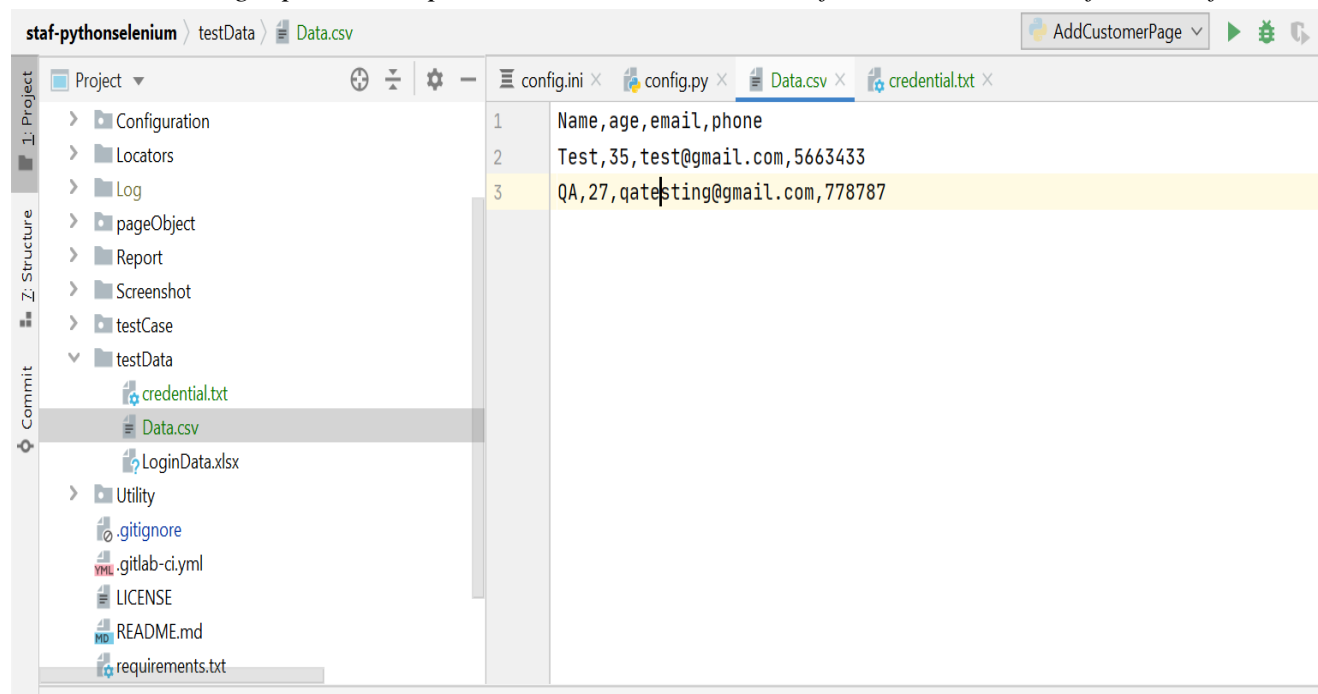 staf-pythonselenium testData Data.csv
AddCustomerPage
1: Project
Z: Structure
Commit
Project
Configuration
Locators
Log
pageObject
Report
Screenshot
testCase
testData
credential.txt
Data.csv
LoginData.xlsx
Utility
.gitignore
.gitlab-ci.yml
LICENSE
README.md
requirements.txt
config.ini config.py Data.csv credential.txt
1 Name,age,email,phone
2 Test,35,test@gmail.com,5663433
3 QA,27,qatesting@gmail.com,778787